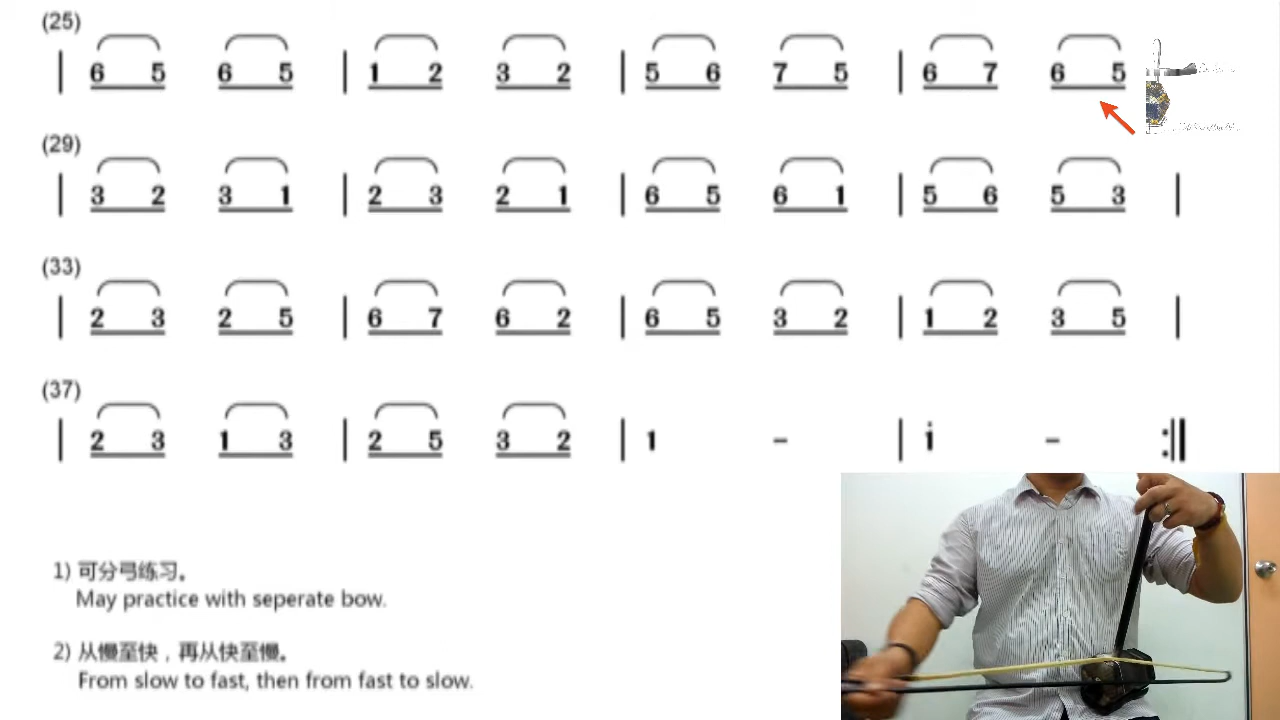 (25)
| 6 5 6 5 | 1 2 3 2 | 5 6 7 5 | 6 7 6 5
(29)
| 3 2 3 1 | 2 3 2 1 | 6 5 6 1 | 5 6 5 3 |
(33)
| 2 3 2 5 | 6 7 6 2 | 6 5 3 2 | 1 2 3 5 |
(37)
| 2 3 1 3 | 2 5 3 2 | 1 – | i – :||
1) 可分弓练习。
May practice with seperate bow.
2) 从慢至快，再从快至慢。
From slow to fast, then from fast to slow.